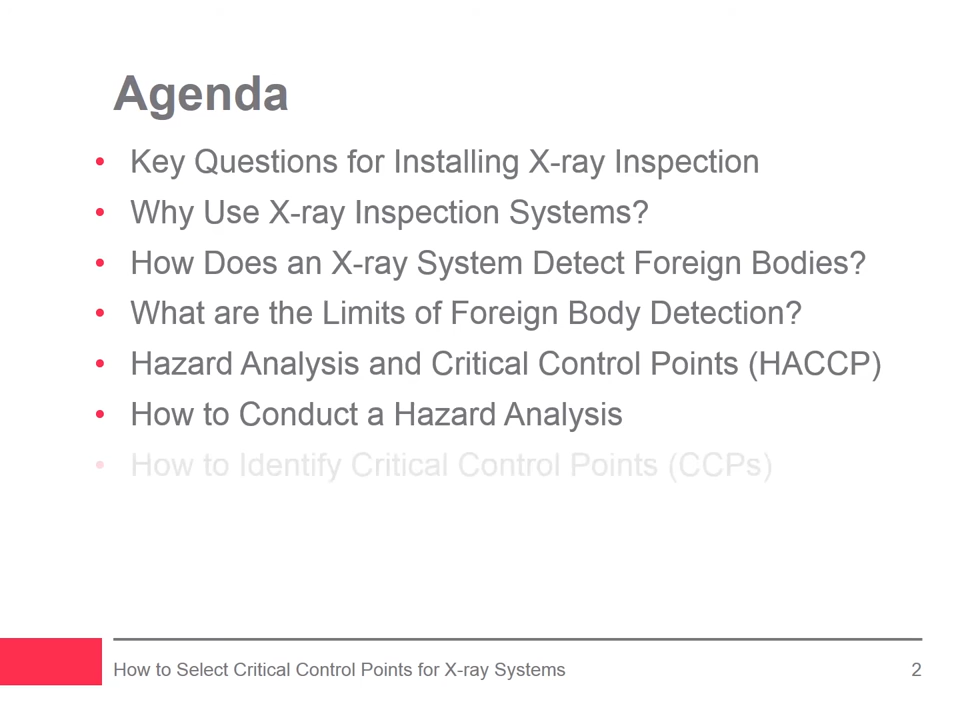 Agenda
• Key Questions for Installing X-ray Inspection
• Why Use X-ray Inspection Systems?
• How Does an X-ray System Detect Foreign Bodies?
• What are the Limits of Foreign Body Detection?
• Hazard Analysis and Critical Control Points (HACCP)
• How to Conduct a Hazard Analysis
• How to Identify Critical Control Points (CCPs)
How to Select Critical Control Points for X-ray Systems 2